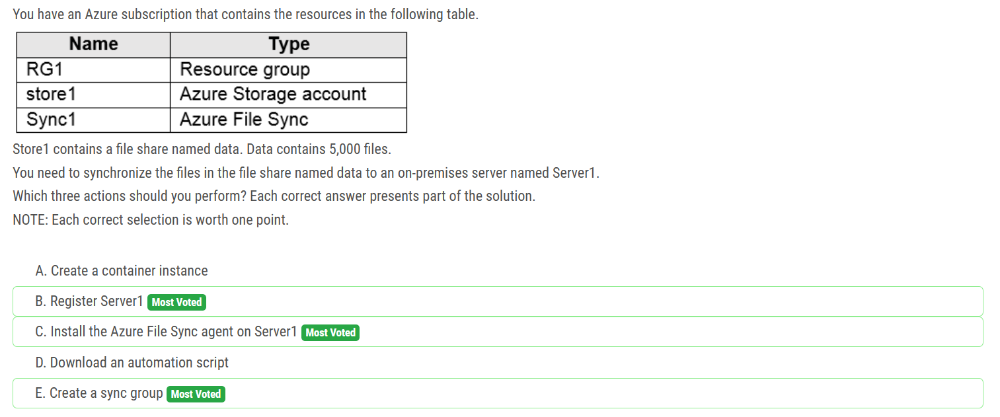 You have an Azure subscription that contains the resources in the following table.
Name Type
RG1 Resource group
store1 Azure Storage account
Sync1 Azure File Sync
Store1 contains a file share named data. Data contains 5,000 files.
You need to synchronize the files in the file share named data to an on-premises server named Server1.
Which three actions should you perform? Each correct answer presents part of the solution.
NOTE: Each correct selection is worth one point.
A. Create a container instance
B. Register Server1 Most Voted
C. Install the Azure File Sync agent on Server1 Most Voted
D. Download an automation script
E. Create a sync group Most Voted